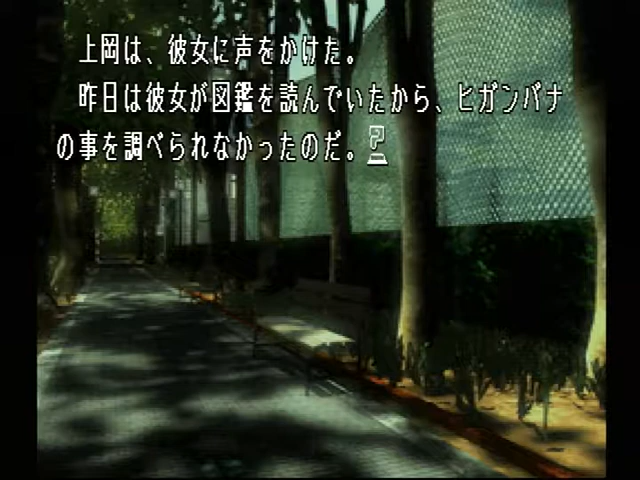 上岡は、彼女に声をかけた。
昨日は彼女が図鑑を読んでいたから、ヒガンバナ
の事を調べられなかったのだ。